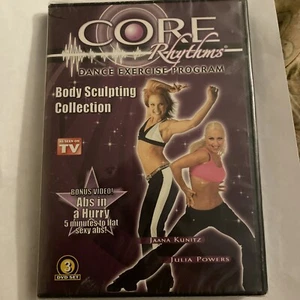 CORE
Rhythms
DANCE EXERCISE PROGRAM
Body Sculpting
Collection
AS SEEN ON
TV
BONUS VIDEO!
Abs in
a Hurry
5 minutes to flat
sexy abs!
JAANA KUNITZ
JULIA POWERS
3
DVD SET